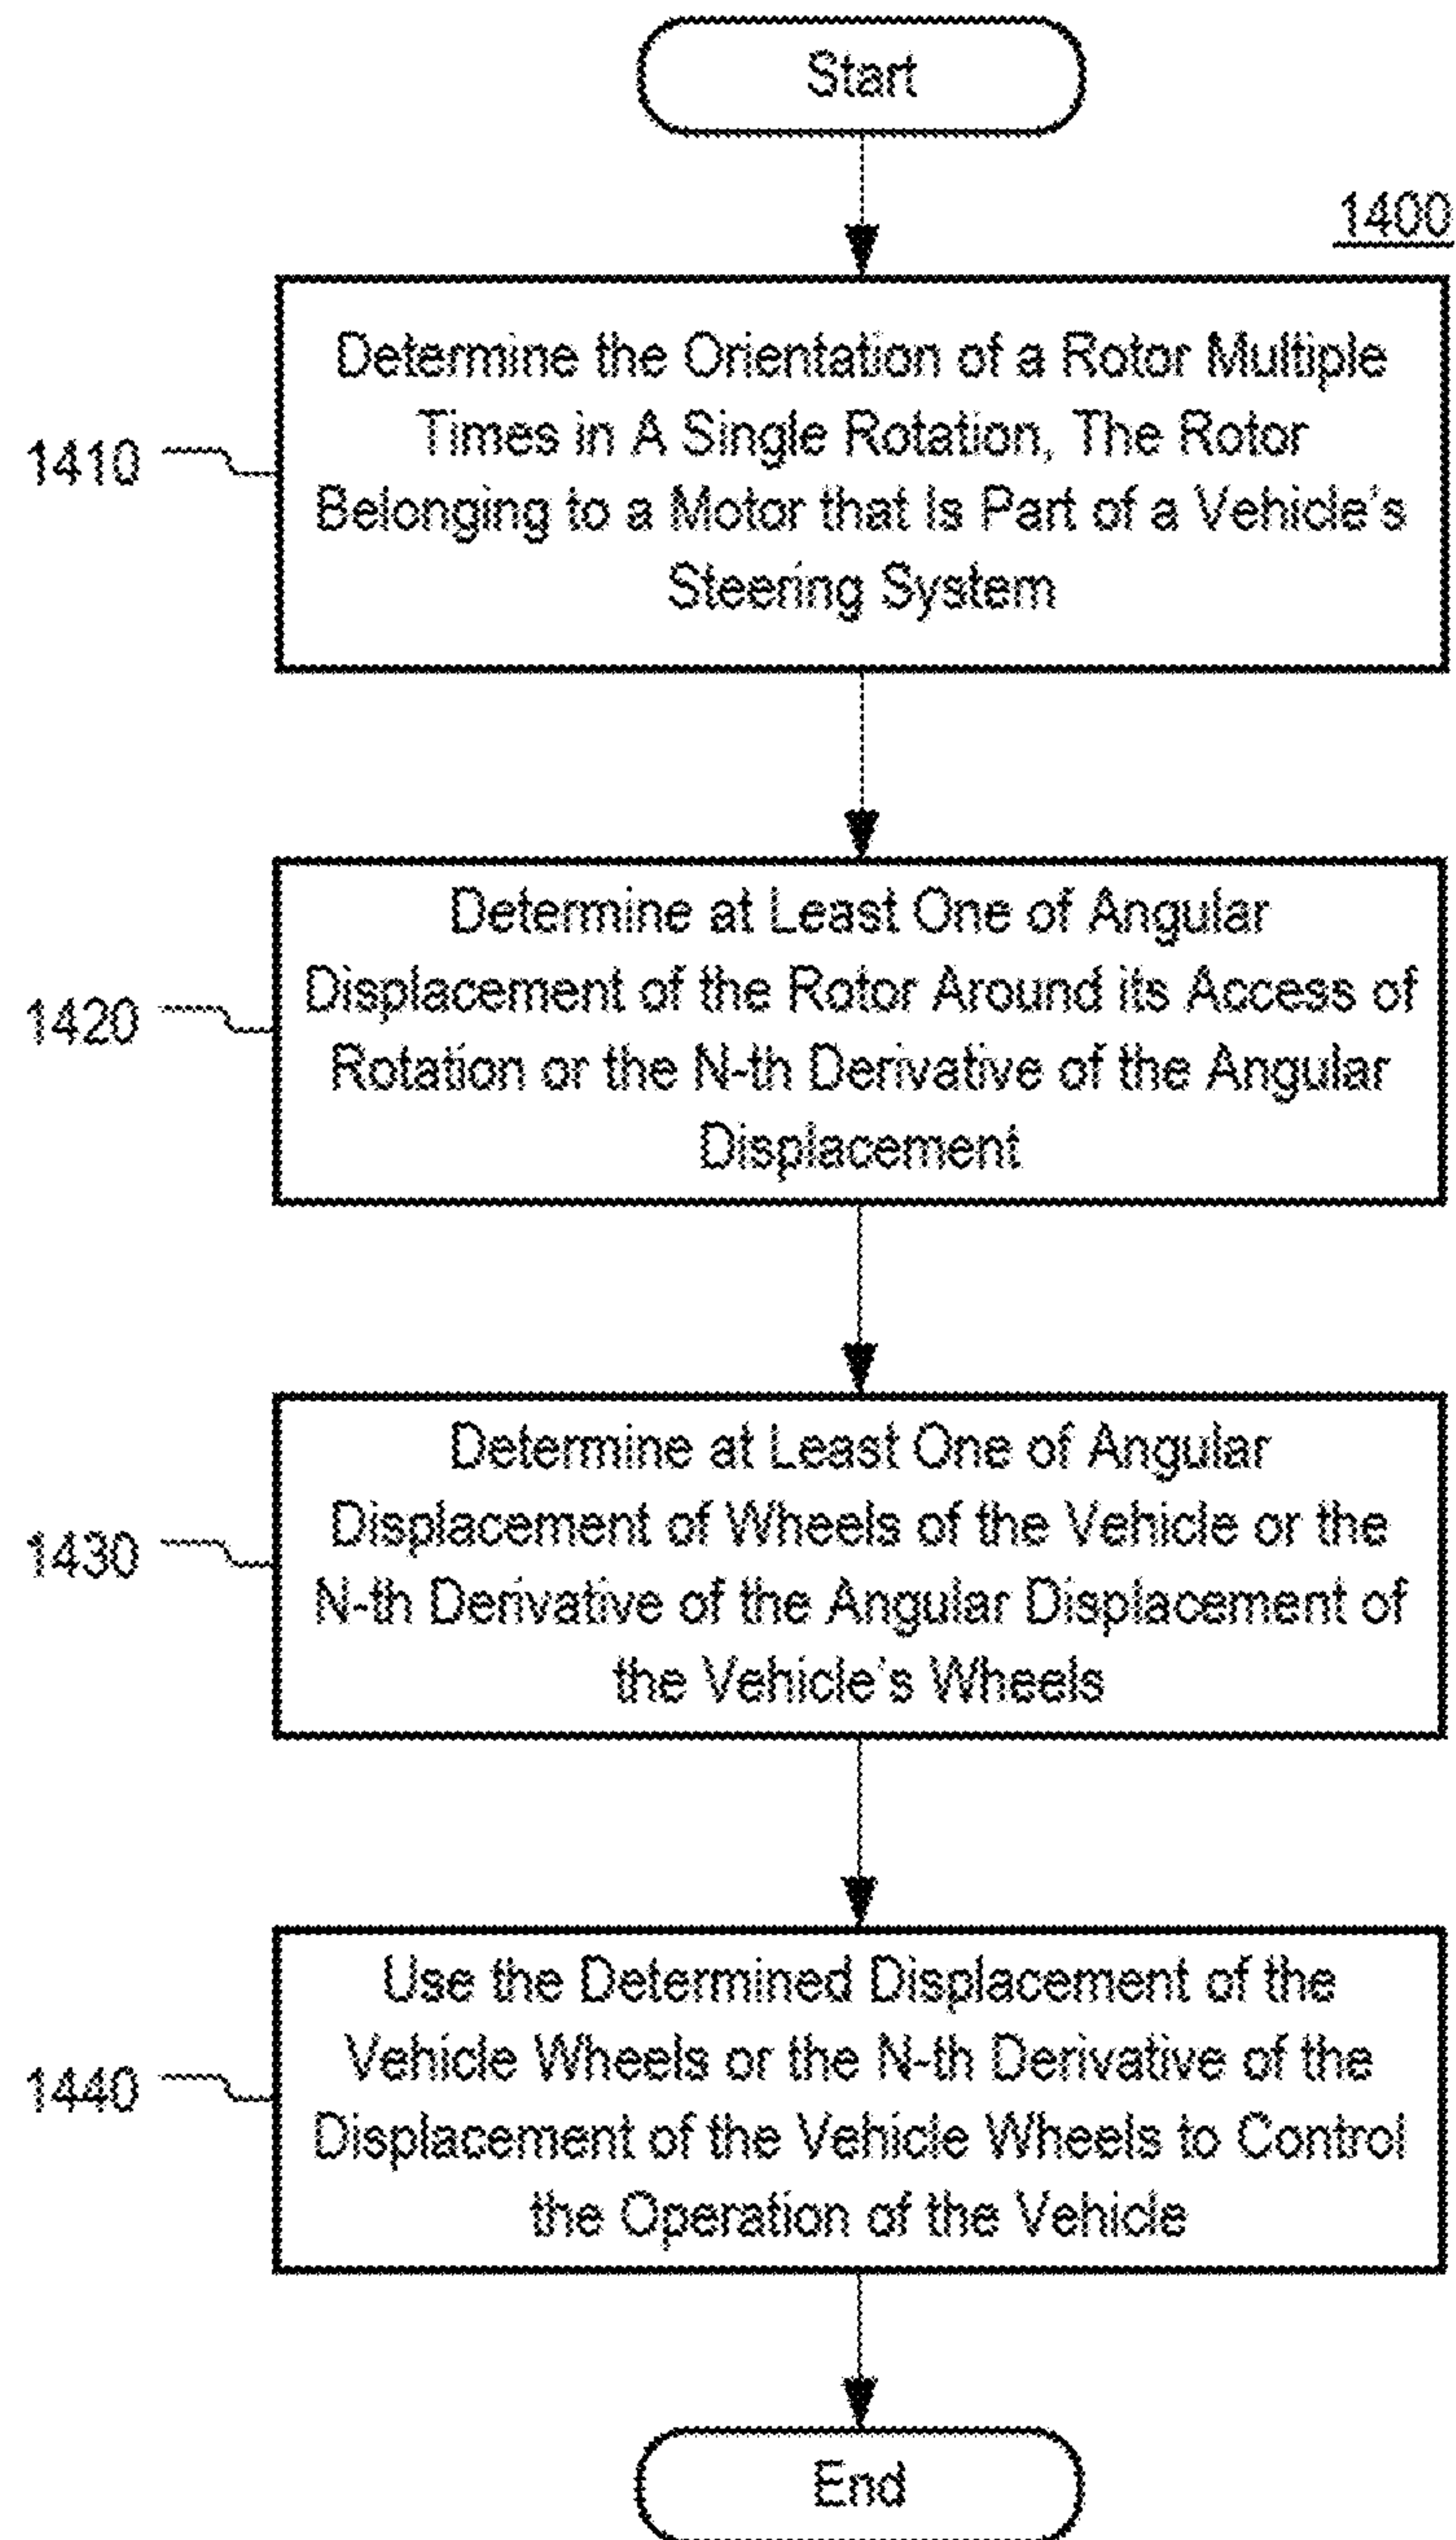 Start
1400
Determine the Orientation of a Rotor Multiple
Times in A Single Rotation, The Rotor
Belonging to a Motor that Is Part of a Vehicle's
Steering System
1410
Determine at Least One of Angular
Displacement of the Rotor Around its Access of
Rotation or the N-th Derivative of the Angular
Displacement
1420
Determine at Least One of Angular
Displacement of Wheels of the Vehicle or the
N-th Derivative of the Angular Displacement of
the Vehicle's Wheels
1430
Use the Determined Displacement of the
Vehicle Wheels or the N-th Derivative of the
Displacement of the Vehicle Wheels to Control
the Operation of the Vehicle
1440
End